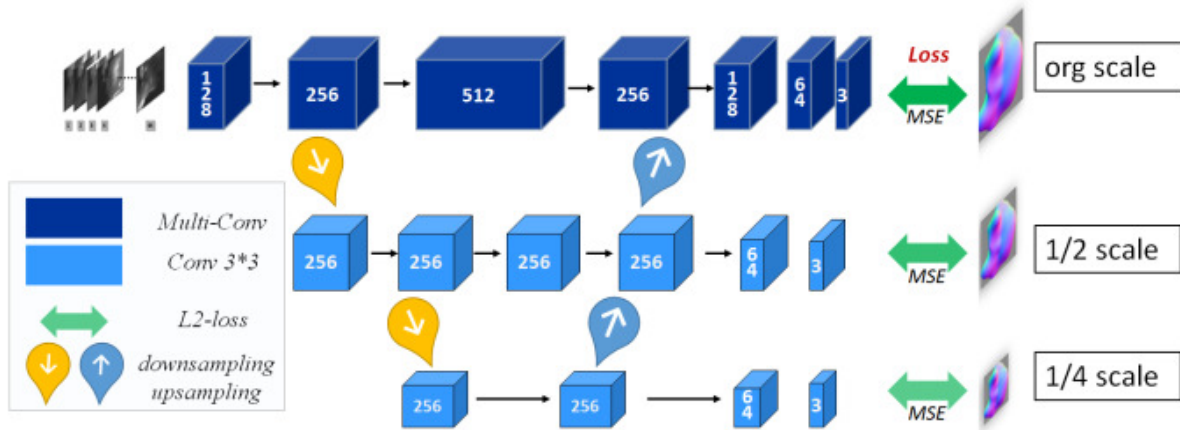 128
256
512
256
128
64
3
Loss
MSE
org scale
Multi-Conv
Conv 3*3
L2-loss
downsampling
upsampling
256
256
256
256
64
3
MSE
1/2 scale
256
256
64
3
MSE
1/4 scale